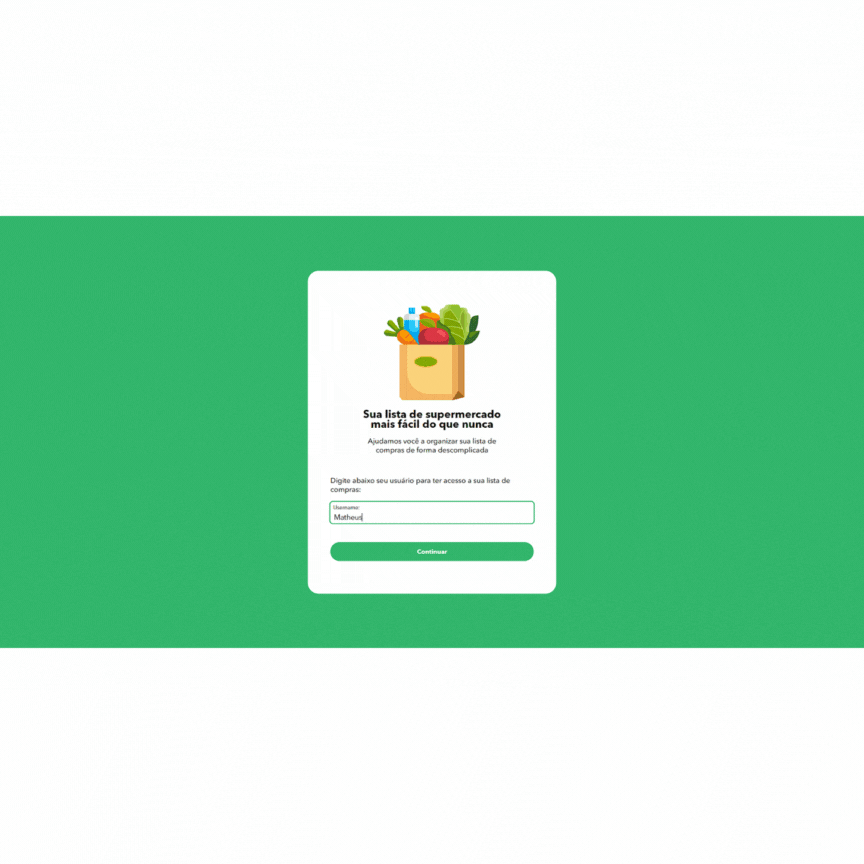 Sua lista de supermercado
mais fácil do que nunca
Ajudamos você a organizar sua lista de
compras de forma descomplicada
Digite abaixo seu usuário para ter acesso a sua lista de
compras:
Username:
Matheus
Continuar